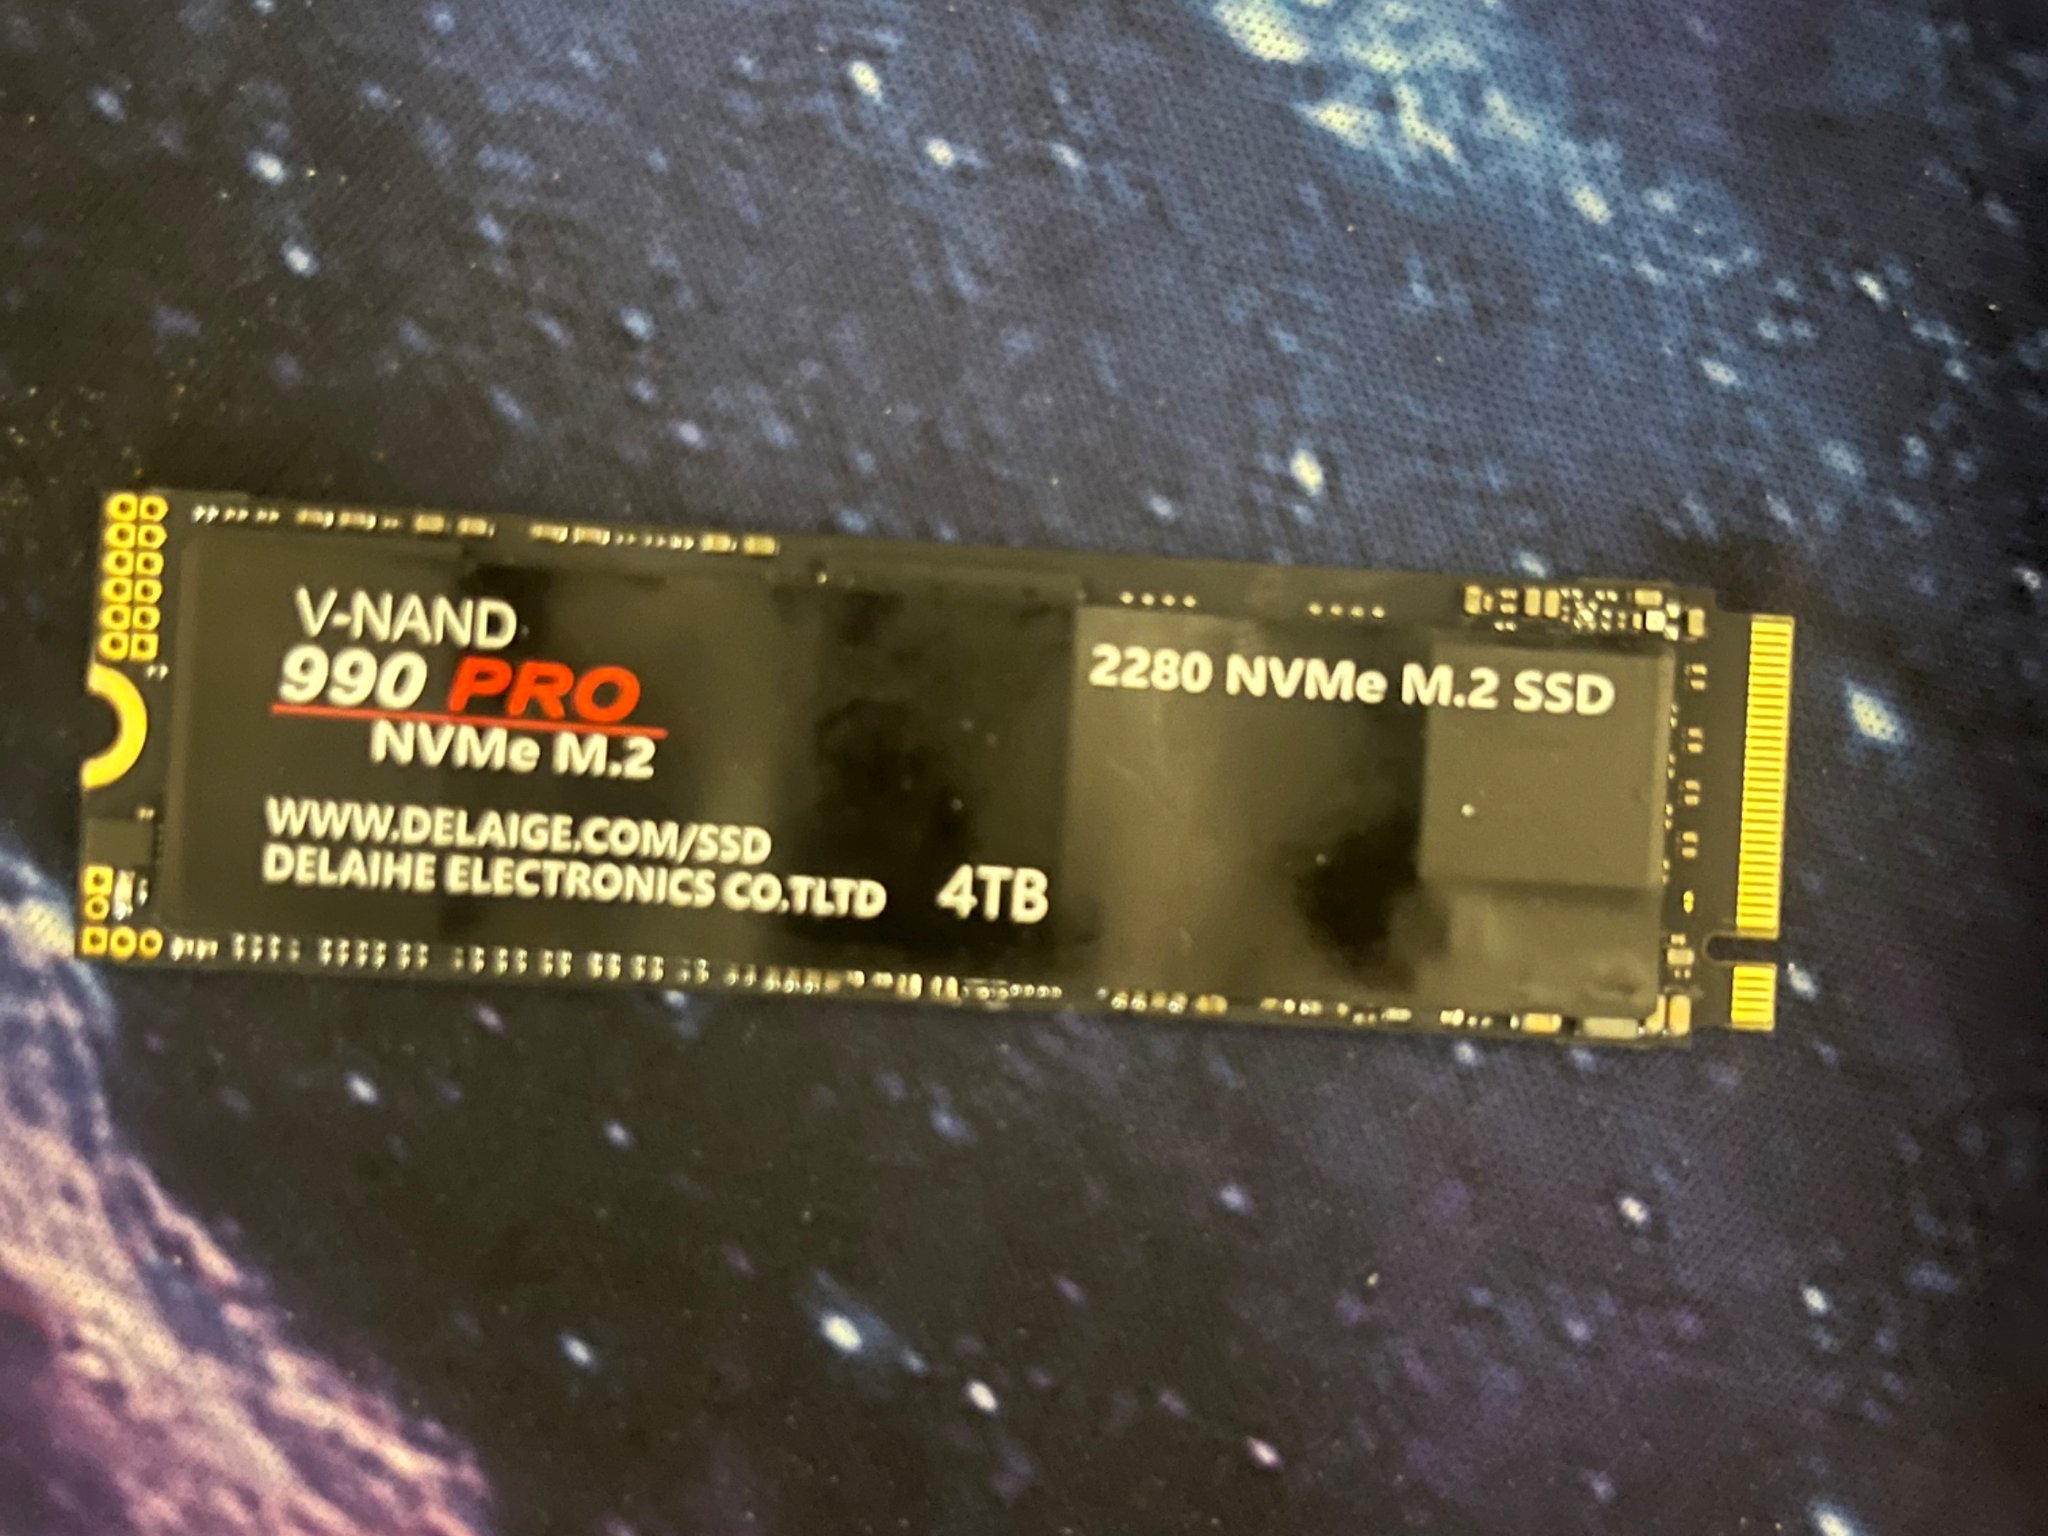 V-NAND
990 PRO
NVMe M.2
WWW.DELAIGE.COM/SSD
DELAIHE ELECTRONICS CO.TLTD
4TB
2280 NVMe M.2 SSD